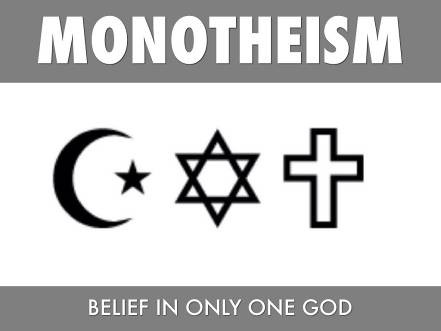 MONOTHEISM
BELIEF IN ONLY ONE GOD